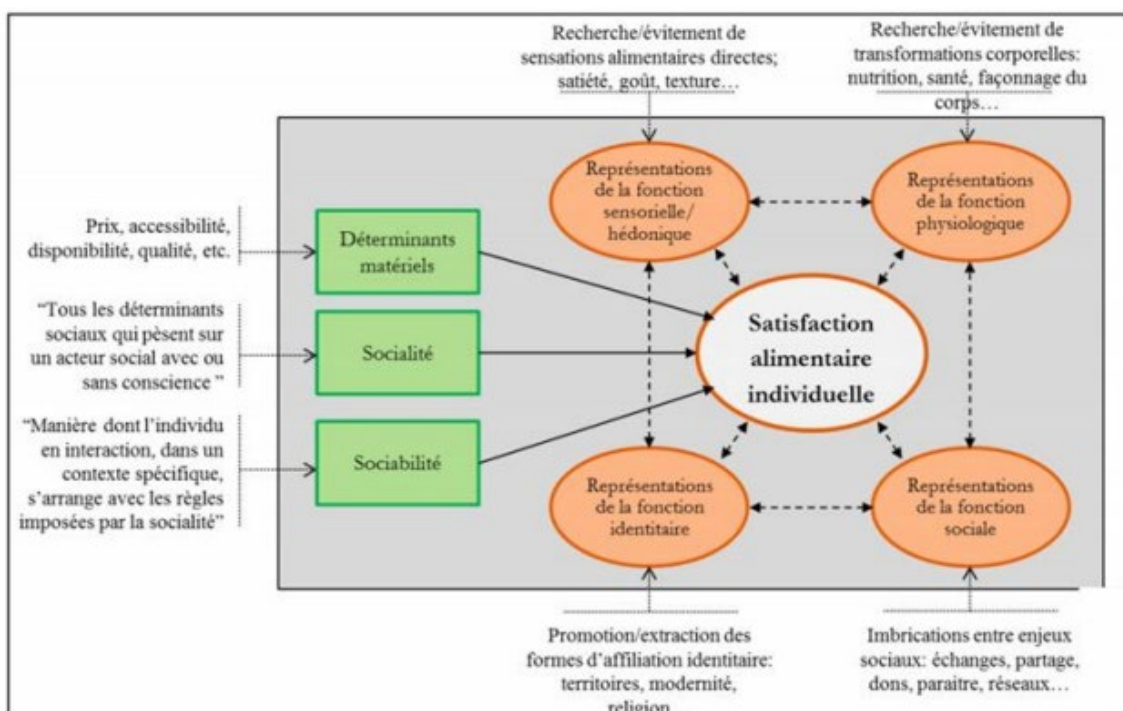 Recherche/évitement de
sensations alimentaires directes;
satiété, goût, texture…
Recherche/évitement de
transformations corporelles:
nutrition, santé, façonnage du
corps…
Prix, accessibilité,
disponibilité, qualité, etc.
“Tous les déterminants
sociaux qui pèsent sur
un acteur social avec ou
sans conscience ”
“Manière dont l’individu
en interaction, dans un
contexte spécifique,
s’arrange avec les règles
imposées par la socialité”
Déterminants
matériels
Socialité
Sociabilité
Représentations
de la fonction
sensorielle/
hédonique
Représentations
de la fonction
physiologique
Satisfaction
alimentaire
individuelle
Représentations
de la fonction
identitaire
Représentations
de la fonction
sociale
Promotion/extraction des
formes d’affiliation identitaire:
territoires, modernité,
religion…
Imbrications entre enjeux
sociaux: échanges, partage,
dons, paraitre, réseaux…